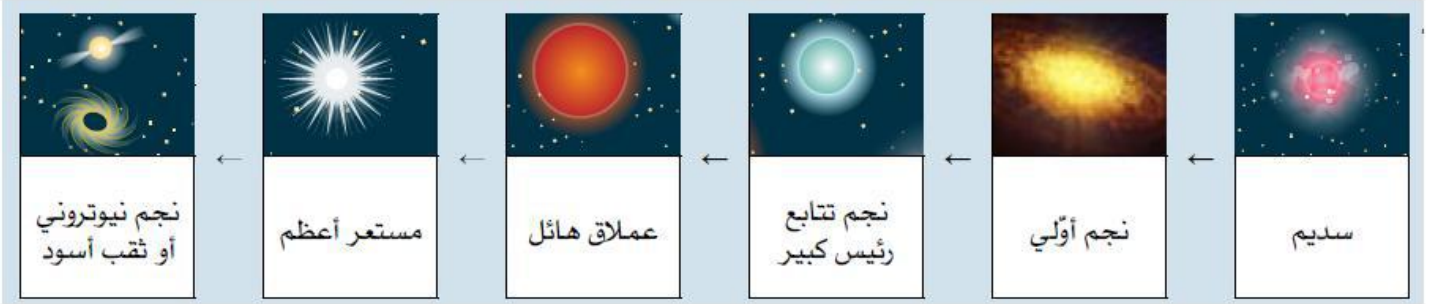 سديم
نجم أوّلي
نجم تتابع
رئيس كبير
عملاق هائل
مستعر أعظم
نجم نيوتروني
أو ثقب أسود